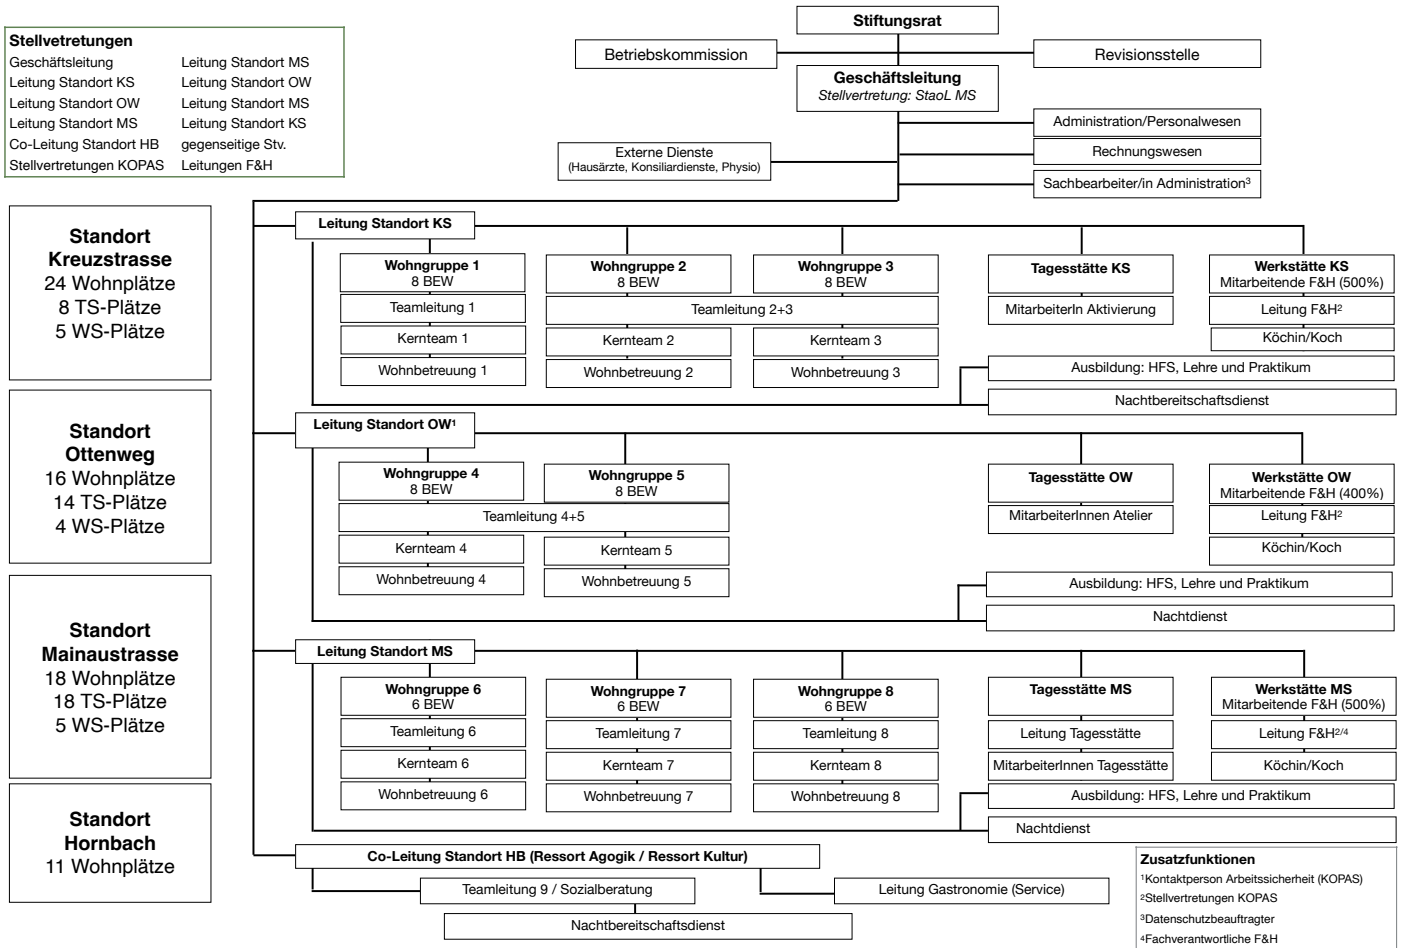 Stiftungsrat
Betriebskommission
Revisionsstelle
Geschäftsleitung
Stellvertretung: StaoL MS
Stellvetretungen
Geschäftsleitung Leitung Standort MS
Leitung Standort KS Leitung Standort OW
Leitung Standort OW Leitung Standort MS
Leitung Standort MS Leitung Standort KS
Co-Leitung Standort HB gegenseitige Stv.
Stellvertretungen KOPAS Leitungen F&H
Administration/Personalwesen
Externe Dienste
(Hausärzte, Konsiliardienste, Physio)
Rechnungswesen
Sachbearbeiter/in Administration³
Standort
Kreuzstrasse
24 Wohnplätze
8 TS-Plätze
5 WS-Plätze
Leitung Standort KS
Wohngruppe 1
8 BEW
Teamleitung 1
Kernteam 1
Wohnbetreuung 1
Wohngruppe 2
8 BEW
Wohngruppe 3
8 BEW
Teamleitung 2+3
Kernteam 2
Kernteam 3
Wohnbetreuung 2
Wohnbetreuung 3
Tagesstätte KS
MitarbeiterIn Aktivierung
Werkstätte KS
Mitarbeitende F&H (500%)
Leitung F&H²
Köchin/Koch
Ausbildung: HFS, Lehre und Praktikum
Nachtbereitschaftsdienst
Standort
Ottenweg
16 Wohnplätze
14 TS-Plätze
4 WS-Plätze
Leitung Standort OW¹
Wohngruppe 4
8 BEW
Wohngruppe 5
8 BEW
Teamleitung 4+5
Kernteam 4
Kernteam 5
Wohnbetreuung 4
Wohnbetreuung 5
Tagesstätte OW
MitarbeiterInnen Atelier
Werkstätte OW
Mitarbeitende F&H (400%)
Leitung F&H²
Köchin/Koch
Ausbildung: HFS, Lehre und Praktikum
Nachtdienst
Standort
Mainaustrasse
18 Wohnplätze
18 TS-Plätze
5 WS-Plätze
Leitung Standort MS
Wohngruppe 6
6 BEW
Teamleitung 6
Kernteam 6
Wohnbetreuung 6
Wohngruppe 7
6 BEW
Teamleitung 7
Kernteam 7
Wohnbetreuung 7
Wohngruppe 8
6 BEW
Teamleitung 8
Kernteam 8
Wohnbetreuung 8
Tagesstätte MS
Leitung Tagesstätte
MitarbeiterInnen Tagesstätte
Werkstätte MS
Mitarbeitende F&H (500%)
Leitung F&H²/⁴
Köchin/Koch
Ausbildung: HFS, Lehre und Praktikum
Nachtdienst
Standort
Hornbach
11 Wohnplätze
Co-Leitung Standort HB (Ressort Agogik / Ressort Kultur)
Teamleitung 9 / Sozialberatung
Leitung Gastronomie (Service)
Nachtbereitschaftsdienst
Zusatzfunktionen
¹Kontaktperson Arbeitssicherheit (KOPAS)
²Stellvertretungen KOPAS
³Datenschutzbeauftragter
⁴Fachverantwortliche F&H